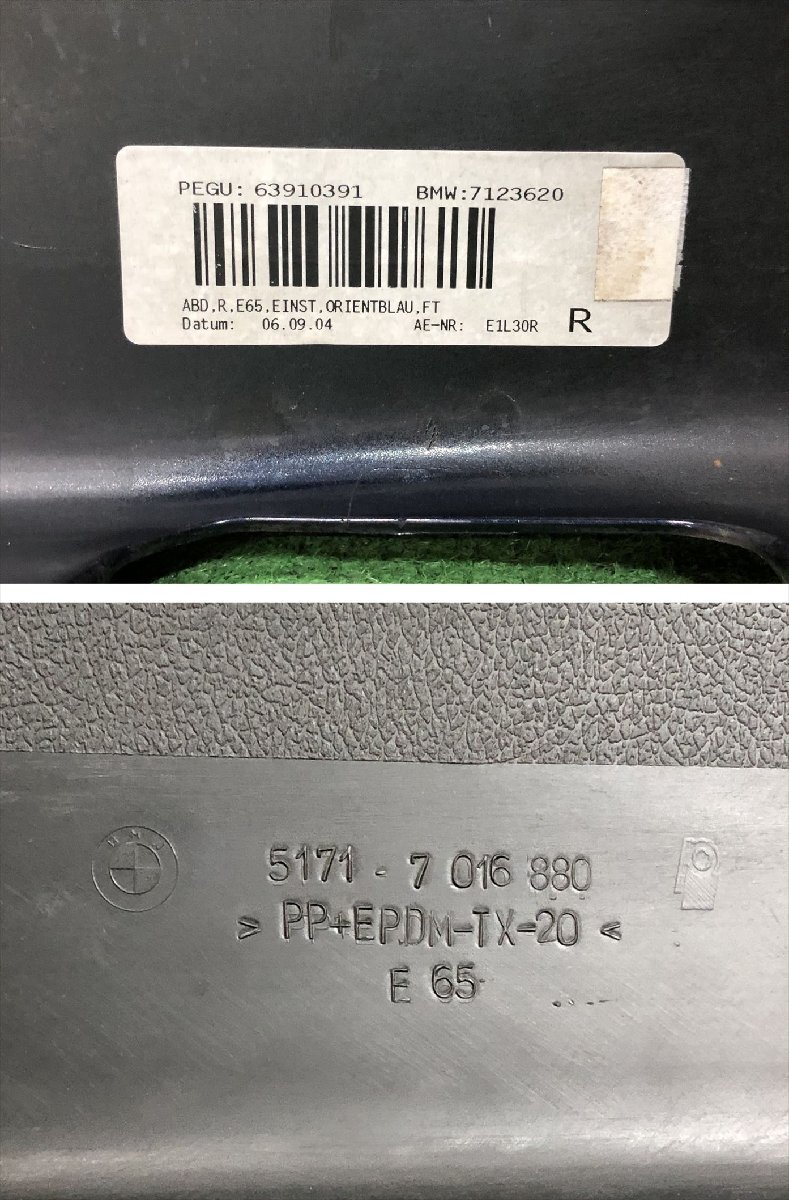 PEGU: 63910391 BMW:7123620
ABD,R,E65,EINST,ORIENTBLAU,FT
Datum: 06.09.04 AE-NR: E1L30R R
BMW
5171 - 7 016 880
> PP+EPDM-TX-20 <
E 65